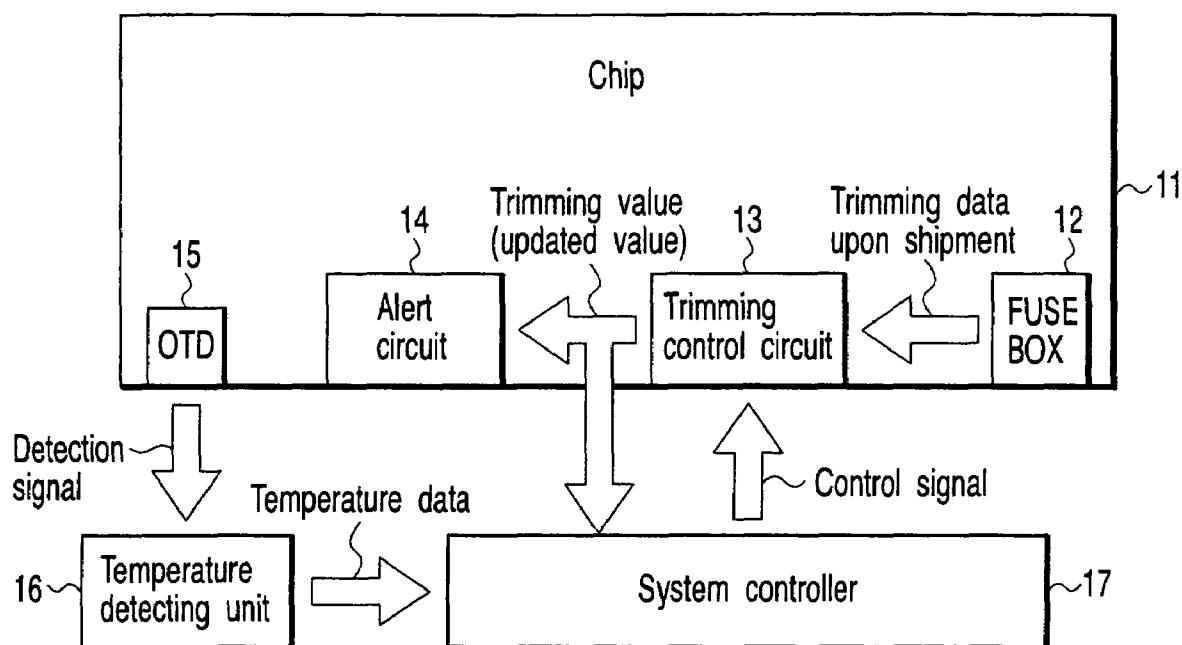 Chip
11
Trimming value
(updated value)
Trimming data
upon shipment
14
13
12
15
OTD
Alert
circuit
Trimming
control circuit
FUSE
BOX
Detection
signal
Temperature data
Control signal
16
Temperature
detecting unit
System controller
17